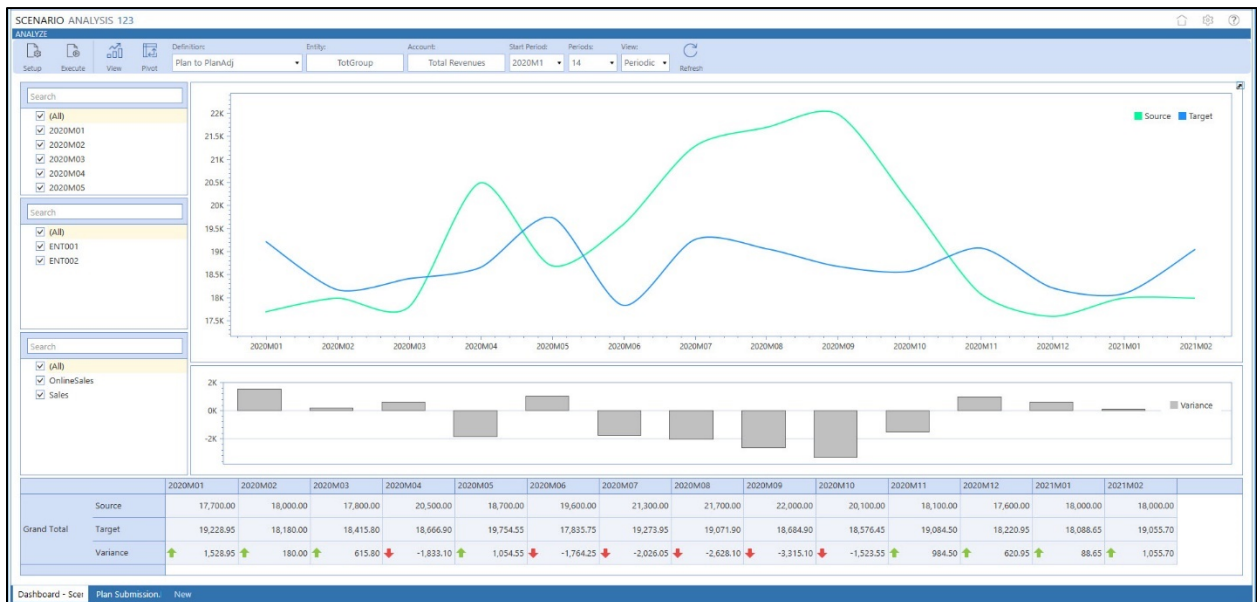 SCENARIO ANALYSIS 123
ANALYZE
Definition: Entity: Account: Start Period: Periods: View:
Plan to PlanAdj TotGroup Total Revenues 2020M1 14 Periodic
Setup Execute View Pivot Refresh
Search
(All)
2020M01
2020M02
2020M03
2020M04
2020M05
Search
(All)
ENT001
ENT002
Search
(All)
OnlineSales
Sales
22K
21.5K
21K
20.5K
20K
19.5K
19K
18.5K
18K
17.5K
Source Target
2020M01 2020M02 2020M03 2020M04 2020M05 2020M06 2020M07 2020M08 2020M09 2020M10 2020M11 2020M12 2021M01 2021M02
2K
0K
-2K
Variance
2020M01 2020M02 2020M03 2020M04 2020M05 2020M06 2020M07 2020M08 2020M09 2020M10 2020M11 2020M12 2021M01 2021M02
Source 17,700.00 18,000.00 17,800.00 20,500.00 18,700.00 19,600.00 21,300.00 21,700.00 22,000.00 20,100.00 18,100.00 17,600.00 18,000.00 18,000.00
Grand Total Target 19,228.95 18,180.00 18,415.80 18,666.90 19,754.55 17,835.75 19,273.95 19,071.90 18,684.90 18,576.45 19,084.50 18,220.95 18,088.65 19,055.70
Variance 1,528.95 180.00 615.80 -1,833.10 1,054.55 -1,764.25 -2,026.05 -2,628.10 -3,315.10 -1,523.55 984.50 620.95 88.65 1,055.70
Dashboard - Scer Plan Submission. New